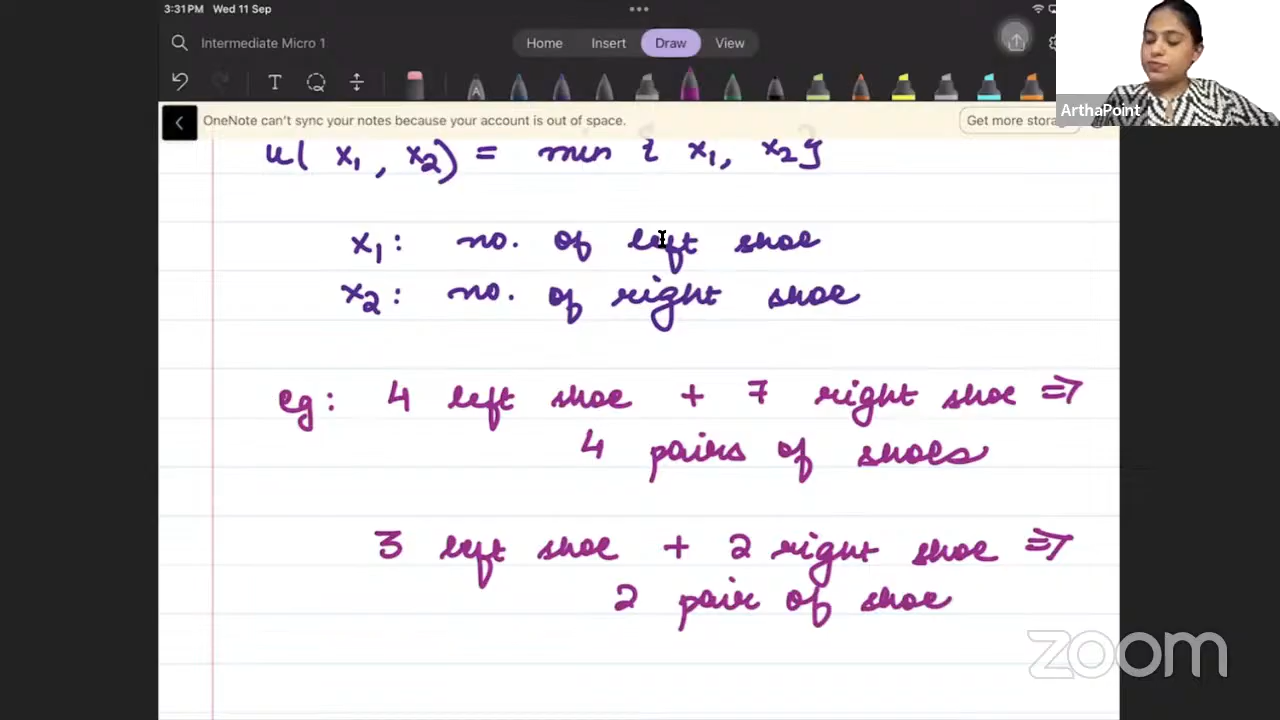 3:31 PM Wed 11 Sep
Intermediate Micro 1
Home Insert Draw View
ArthaPoint
OneNote can't sync your notes because your account is out of space.
Get more stora
u( x1, x2) = min { x1, x2}
x1: no. of left shoe
x2: no. of right shoe
eg: 4 left shoe + 7 right shoe ⇒
4 pairs of shoes
3 left shoe + 2 right shoe ⇒
2 pair of shoe
zoom